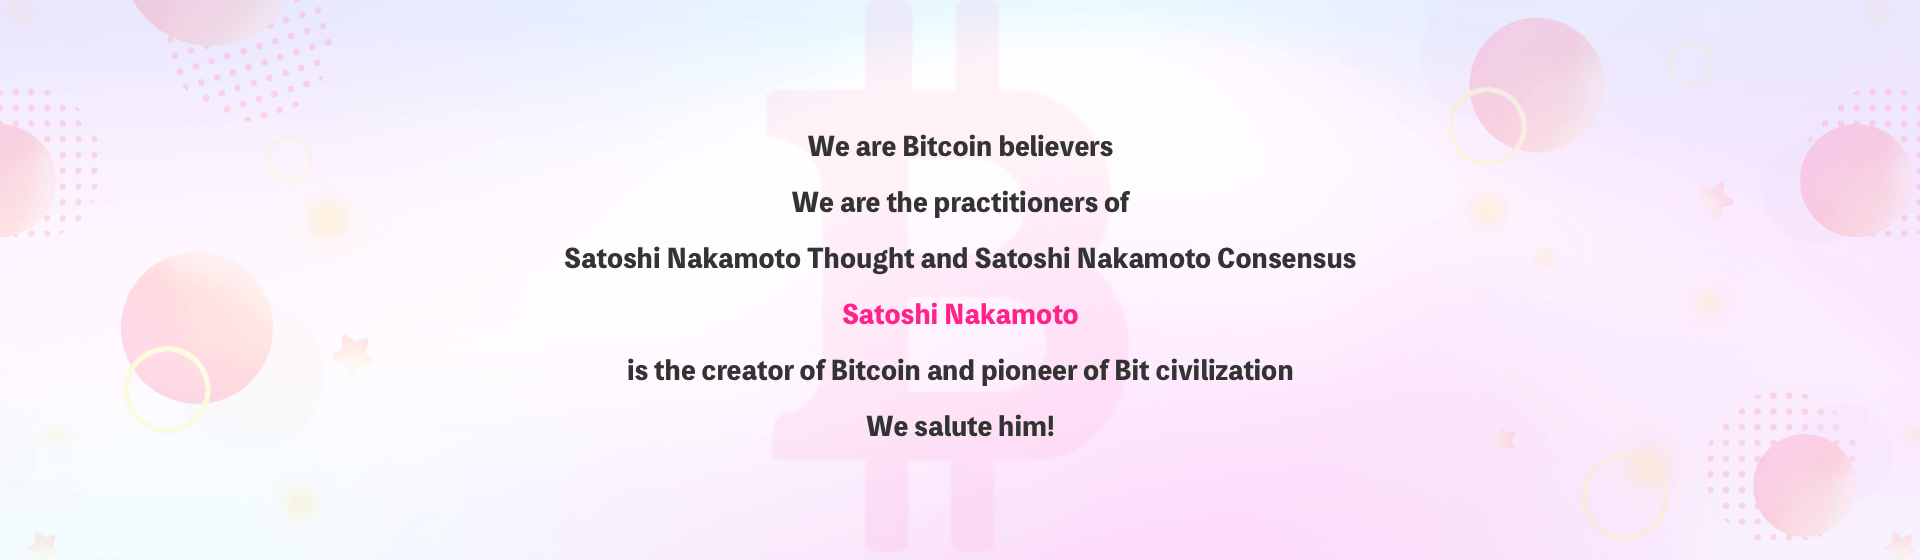 We are Bitcoin believers
We are the practitioners of
Satoshi Nakamoto Thought and Satoshi Nakamoto Consensus
Satoshi Nakamoto
is the creator of Bitcoin and pioneer of Bit civilization
We salute him!